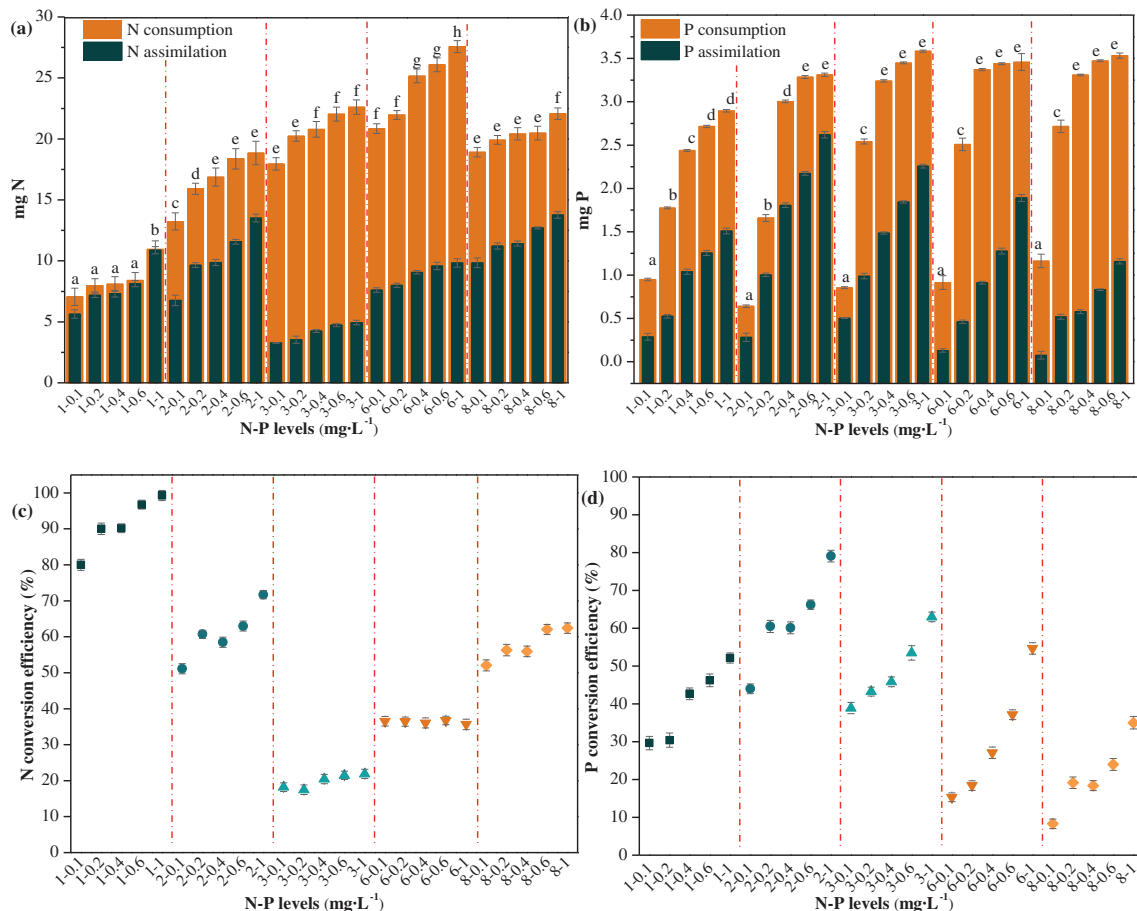 (a)
N consumption
N assimilation
30
25
20
15
10
5
0
mg N
a a a a b c d e e e e e f f f f f g g h e e e e f
1-0.1 1-0.2 1-0.4 1-0.6 1-1 2-0.1 2-0.2 2-0.4 2-0.6 2-1 3-0.1 3-0.2 3-0.4 3-0.6 3-1 6-0.1 6-0.2 6-0.4 6-0.6 6-1 8-0.1 8-0.2 8-0.4 8-0.6 8-1
N-P levels (mg·L⁻¹)
(b)
P consumption
P assimilation
4.0
3.5
3.0
2.5
2.0
1.5
1.0
0.5
0.0
mg P
a b c d d a b d e e a c e e e a c e e e a c e e e
1-0.1 1-0.2 1-0.4 1-0.6 1-1 2-0.1 2-0.2 2-0.4 2-0.6 2-1 3-0.1 3-0.2 3-0.4 3-0.6 3-1 6-0.1 6-0.2 6-0.4 6-0.6 6-1 8-0.1 8-0.2 8-0.4 8-0.6 8-1
N-P levels (mg·L⁻¹)
(c)
100
90
80
70
60
50
40
30
20
10
0
N conversion efficiency (%)
1-0.1 1-0.2 1-0.4 1-0.6 1-1 2-0.1 2-0.2 2-0.4 2-0.6 2-1 3-0.1 3-0.2 3-0.4 3-0.6 3-1 6-0.1 6-0.2 6-0.4 6-0.6 6-1 8-0.1 8-0.2 8-0.4 8-0.6 8-1
N-P levels (mg·L⁻¹)
(d)
100
90
80
70
60
50
40
30
20
10
0
P conversion efficiency (%)
1-0.1 1-0.2 1-0.4 1-0.6 1-1 2-0.1 2-0.2 2-0.4 2-0.6 2-1 3-0.1 3-0.2 3-0.4 3-0.6 3-1 6-0.1 6-0.2 6-0.4 6-0.6 6-1 8-0.1 8-0.2 8-0.4 8-0.6 8-1
N-P levels (mg·L⁻¹)